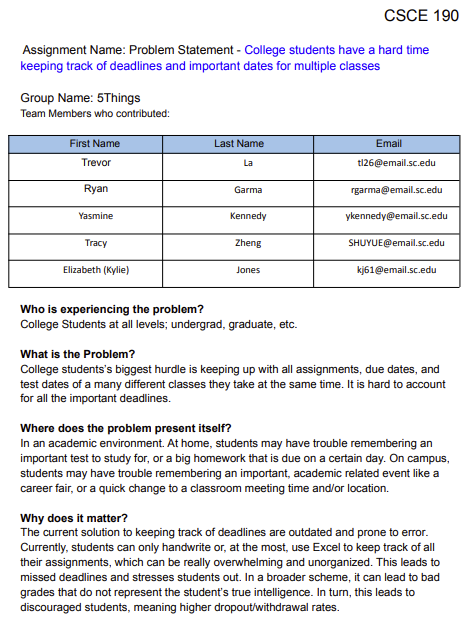 CSCE 190
Assignment Name: Problem Statement - College students have a hard time
keeping track of deadlines and important dates for multiple classes
Group Name: 5Things
Team Members who contributed:
First Name Last Name Email
Trevor La tl26@email.sc.edu
Ryan Garma rgarma@email.sc.edu
Yasmine Kennedy ykennedy@email.sc.edu
Tracy Zheng SHUYUE@email.sc.edu
Elizabeth (Kylie) Jones kj61@email.sc.edu
Who is experiencing the problem?
College Students at all levels; undergrad, graduate, etc.
What is the Problem?
College students's biggest hurdle is keeping up with all assignments, due dates, and
test dates of a many different classes they take at the same time. It is hard to account
for all the important deadlines.
Where does the problem present itself?
In an academic environment. At home, students may have trouble remembering an
important test to study for, or a big homework that is due on a certain day. On campus,
students may have trouble remembering an important, academic related event like a
career fair, or a quick change to a classroom meeting time and/or location.
Why does it matter?
The current solution to keeping track of deadlines are outdated and prone to error.
Currently, students can only handwrite or, at the most, use Excel to keep track of all
their assignments, which can be really overwhelming and unorganized. This leads to
missed deadlines and stresses students out. In a broader scheme, it can lead to bad
grades that do not represent the student's true intelligence. In turn, this leads to
discouraged students, meaning higher dropout/withdrawal rates.